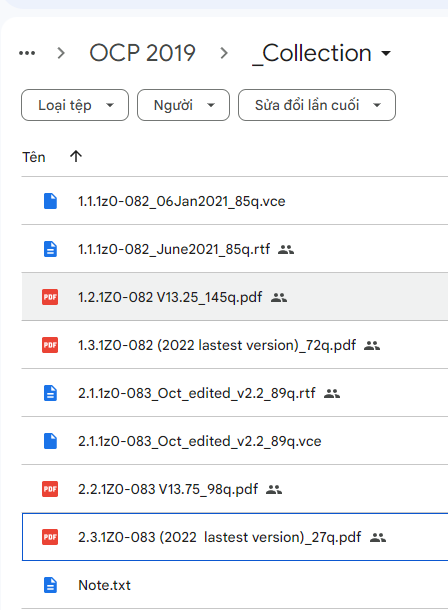 ... > OCP 2019 > _Collection
Loại tệp Người Sửa đổi lần cuối
Tên
1.1.1z0-082_06Jan2021_85q.vce
1.1.1z0-082_June2021_85q.rtf
PDF 1.2.1Z0-082 V13.25_145q.pdf
PDF 1.3.1Z0-082 (2022 lastest version)_72q.pdf
2.1.1z0-083_Oct_edited_v2.2_89q.rtf
2.1.1z0-083_Oct_edited_v2.2_89q.vce
PDF 2.2.1Z0-083 V13.75_98q.pdf
PDF 2.3.1Z0-083 (2022  lastest version)_27q.pdf
Note.txt